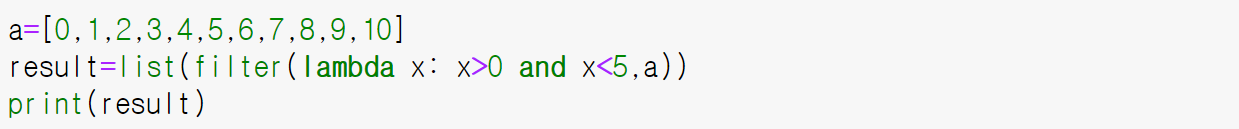 a=[0,1,2,3,4,5,6,7,8,9,10]
result=list(filter(lambda x: x>0 and x<5,a))
print(result)